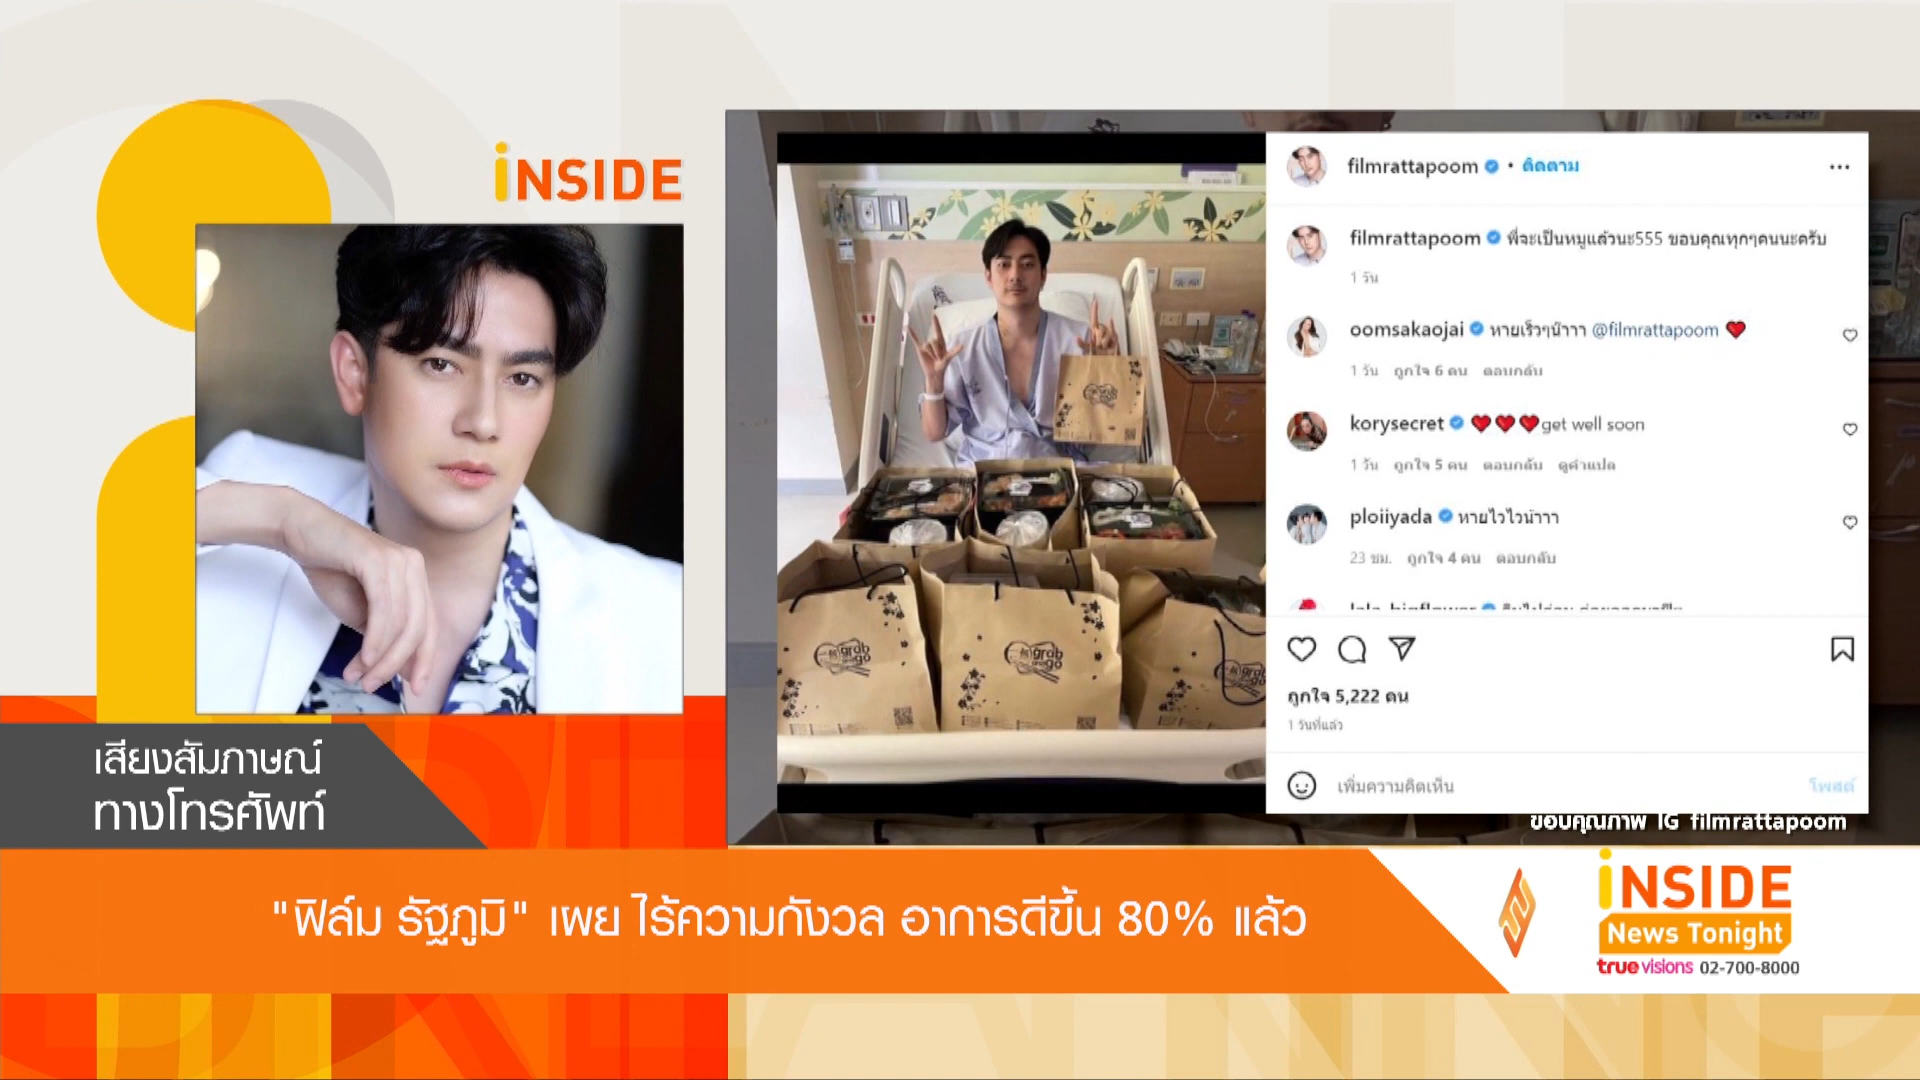 iNSIDE
filmrattapoom • ติดตาม
filmrattapoom พี่จะเป็นหมูแล้วนะ555 ขอบคุณทุกๆคนนะครับ
1 วัน
oomsakaojai หายเร็วๆน๊าาา @filmrattapoom ❤️
1 วัน ถูกใจ 6 คน ตอบกลับ
korysecret ❤️❤️❤️get well soon
1 วัน ถูกใจ 5 คน ตอบกลับ ดูคำแปล
ploiiyada หายไวไวน้าาา
23 ชม. ถูกใจ 4 คน ตอบกลับ
ถูกใจ 5,222 คน
1 วันที่แล้ว
เพิ่มความคิดเห็น โพสต์
grab and go
grab and go
ขอบคุณภาพ IG filmrattapoom
เสียงสัมภาษณ์
ทางโทรศัพท์
"ฟิล์ม รัฐภูมิ" เผย ไร้ความกังวล อาการดีขึ้น 80% แล้ว
iNSIDE
News Tonight
truevisions 02-700-8000